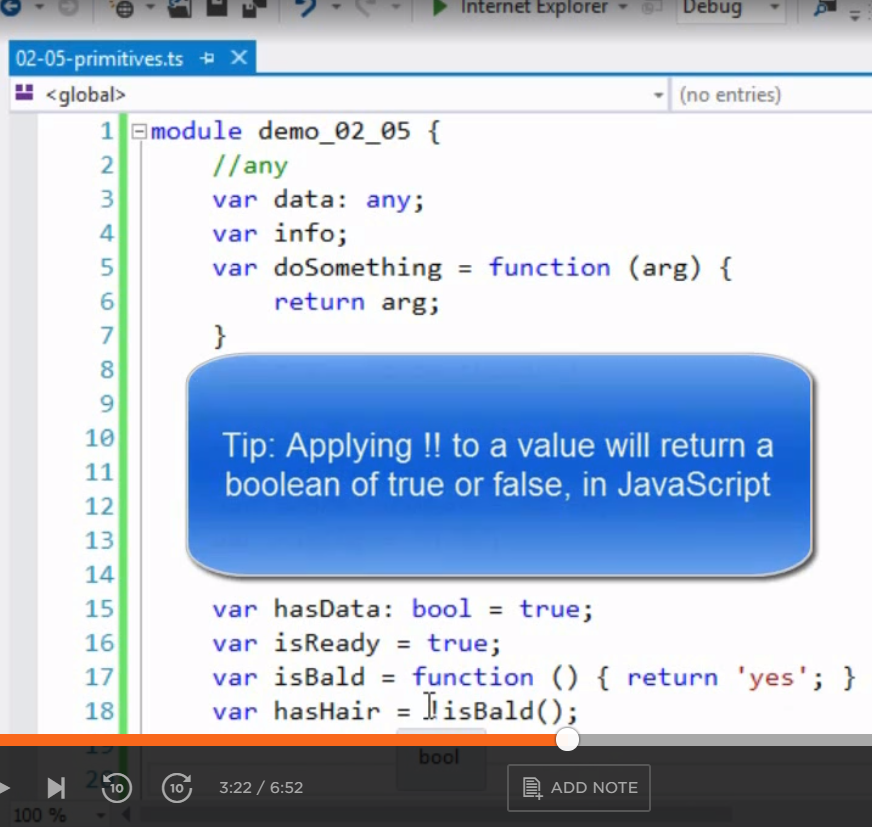 Internet Explorer
Debug
02-05-primitives.ts
<global>
(no entries)
1 module demo_02_05 {
2 //any
3 var data: any;
4 var info;
5 var doSomething = function (arg) {
6 return arg;
7 }
8
9
10
11
12
13
14
Tip: Applying !! to a value will return a
boolean of true or false, in JavaScript
15 var hasData: bool = true;
16 var isReady = true;
17 var isBald = function () { return 'yes'; }
18 var hasHair = !isBald();
19
bool
20
10
10
3:22 / 6:52
ADD NOTE
100 %